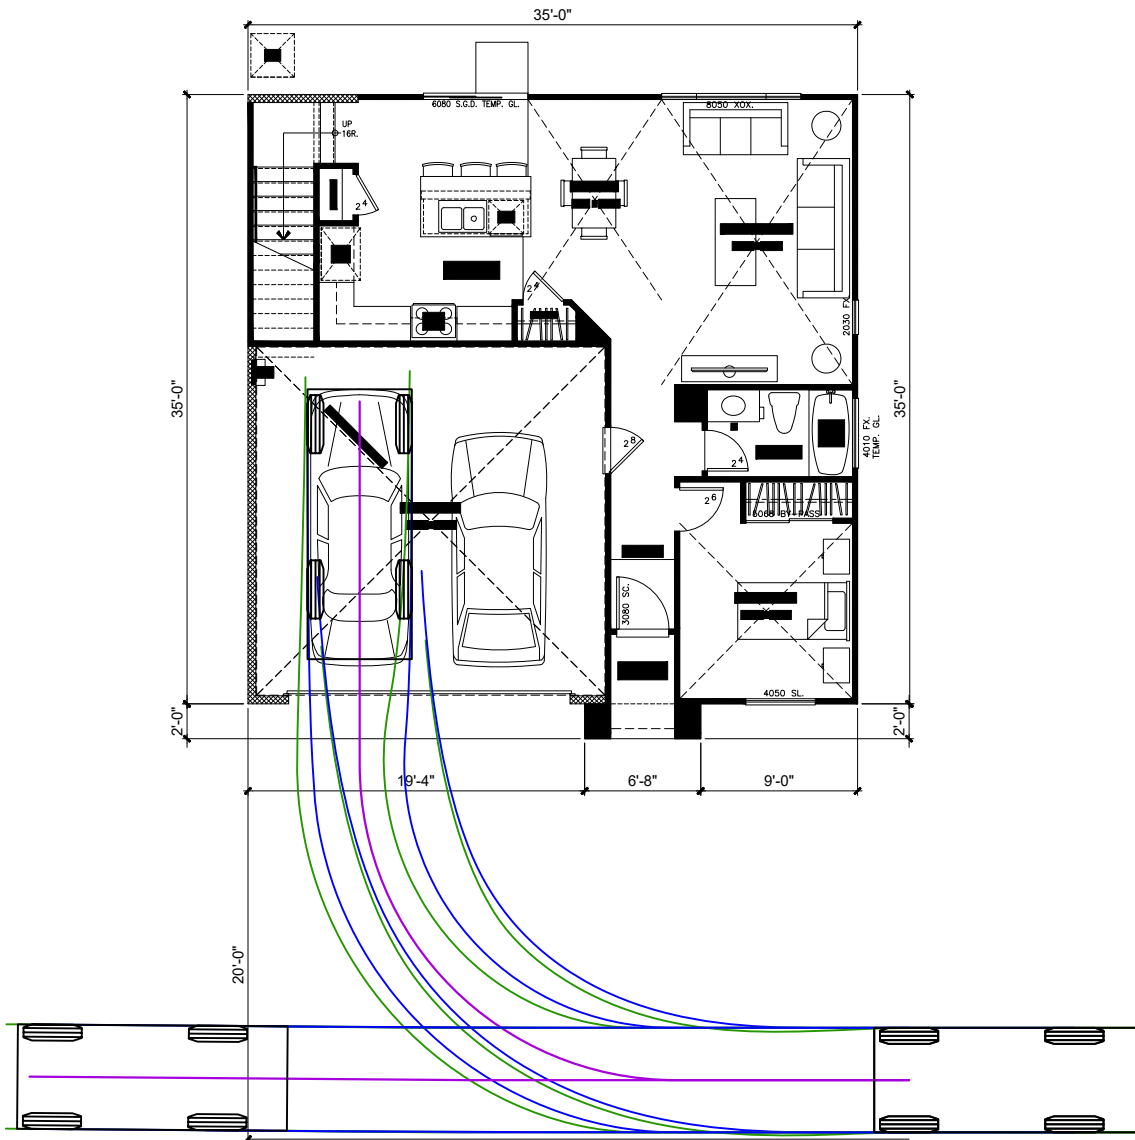 35'-0"
6080 S.G.D. TEMP. GL.
8050 XOX.
UP
16R.
2⁴
2⁴
2030 FX.
35'-0"
35'-0"
4010 FX.
TEMP. GL.
2⁸
2⁴
2⁶
5068 BY-PASS
3080 SC.
4050 SL.
2'-0"
2'-0"
19'-4"
6'-8"
9'-0"
20'-0"